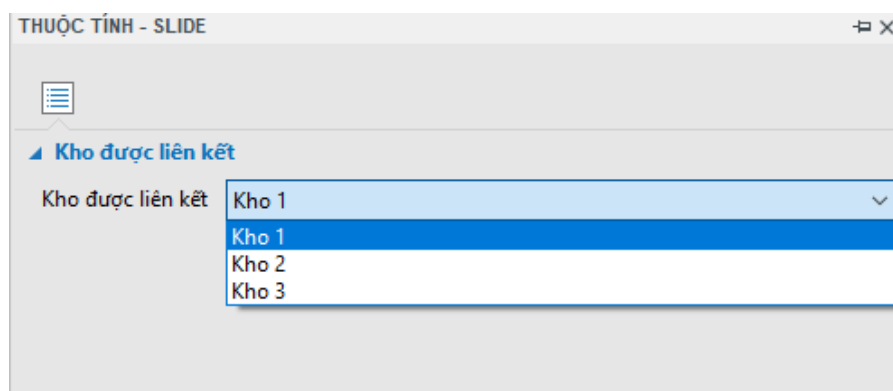 THUỘC TÍNH - SLIDE
Kho được liên kết
Kho được liên kết Kho 1
Kho 1
Kho 2
Kho 3